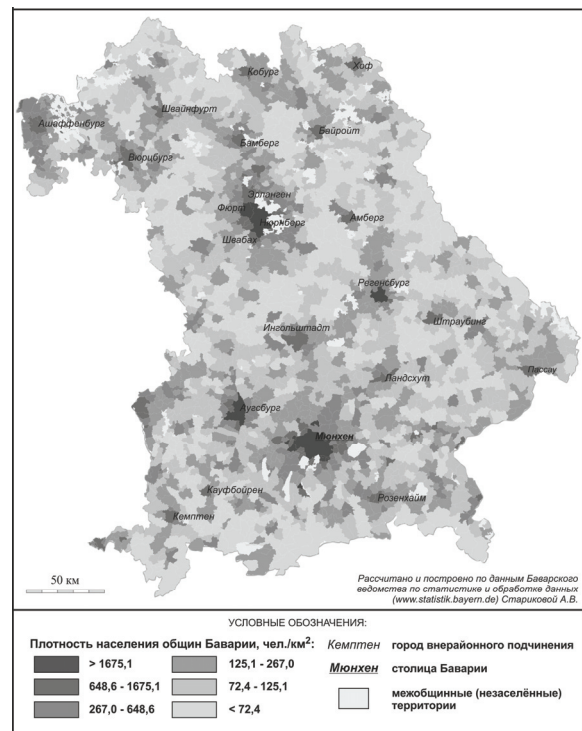 Кобург
Хоф
Швайнфурт
Ашаффенбург
Байройт
Бамберг
Вюрцбург
Эрланген
Фюрт
Нюрнберг
Амберг
Швабах
Регенсбург
Ингольштадт
Штраубинг
Пассау
Ландсхут
Аугсбург
Мюнхен
Кауфбойрен
Розенхайм
Кемптен
50 км
Рассчитано и построено по данным Баварского
ведомства по статистике и обработке данных
(www.statistik.bayern.de) Стариковой А.В.
УСЛОВНЫЕ ОБОЗНАЧЕНИЯ:
Плотность населения общин Баварии, чел./км²:
> 1675,1
648,6 - 1675,1
267,0 - 648,6
125,1 - 267,0
72,4 - 125,1
< 72,4
Кемптен город внерайонного подчинения
Мюнхен столица Баварии
межобщинные (незаселённые)
территории